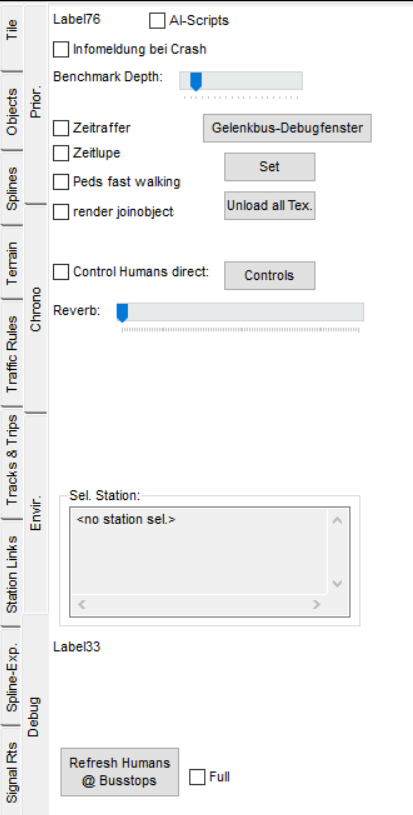 Tile
Objects
Splines
Terrain
Traffic Rules
Tracks & Trips
Station Links
Spline-Exp.
Signal Rts
Prior.
Chrono
Envir.
Debug
Label76
AI-Scripts
Infomeldung bei Crash
Benchmark Depth:
Zeitraffer
Gelenkbus-Debugfenster
Zeitlupe
Set
Peds fast walking
Unload all Tex.
render joinobject
Control Humans direct:
Controls
Reverb:
Sel. Station:
<no station sel.>
Label33
Refresh Humans
@ Busstops
Full